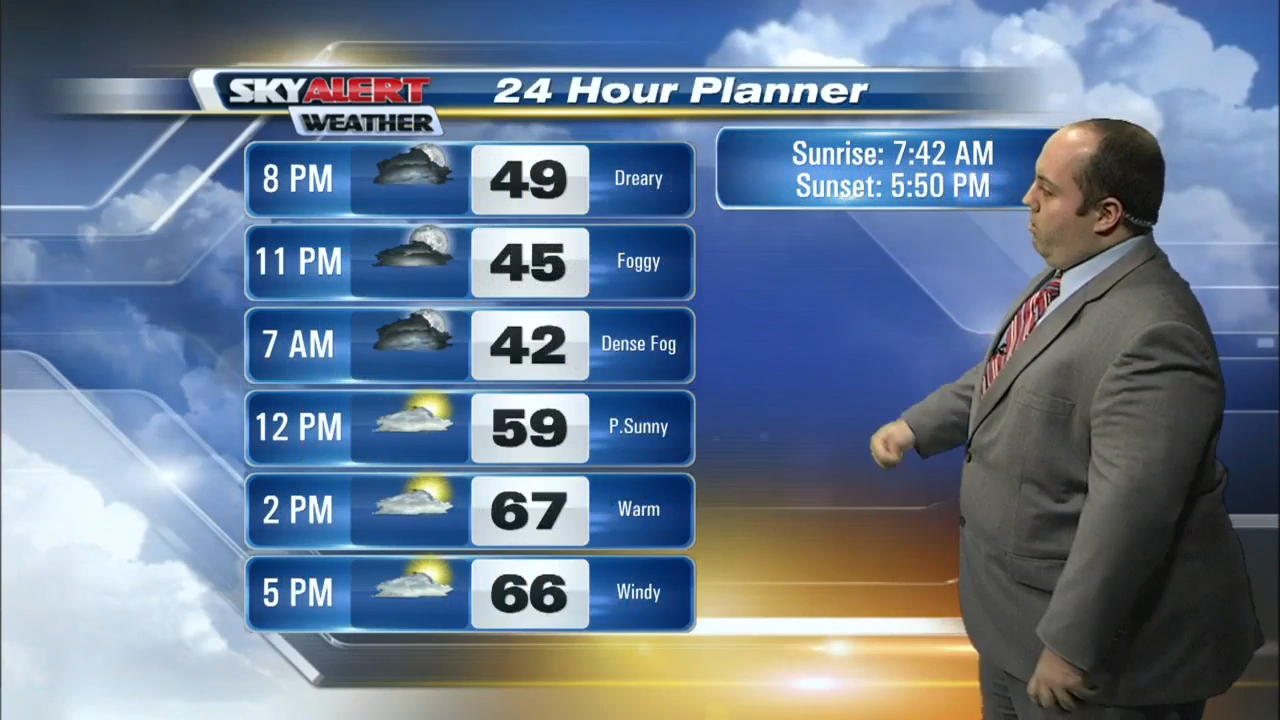 SKYALERT
WEATHER
24 Hour Planner
Sunrise: 7:42 AM
Sunset: 5:50 PM
8 PM 49 Dreary
11 PM 45 Foggy
7 AM 42 Dense Fog
12 PM 59 P.Sunny
2 PM 67 Warm
5 PM 66 Windy